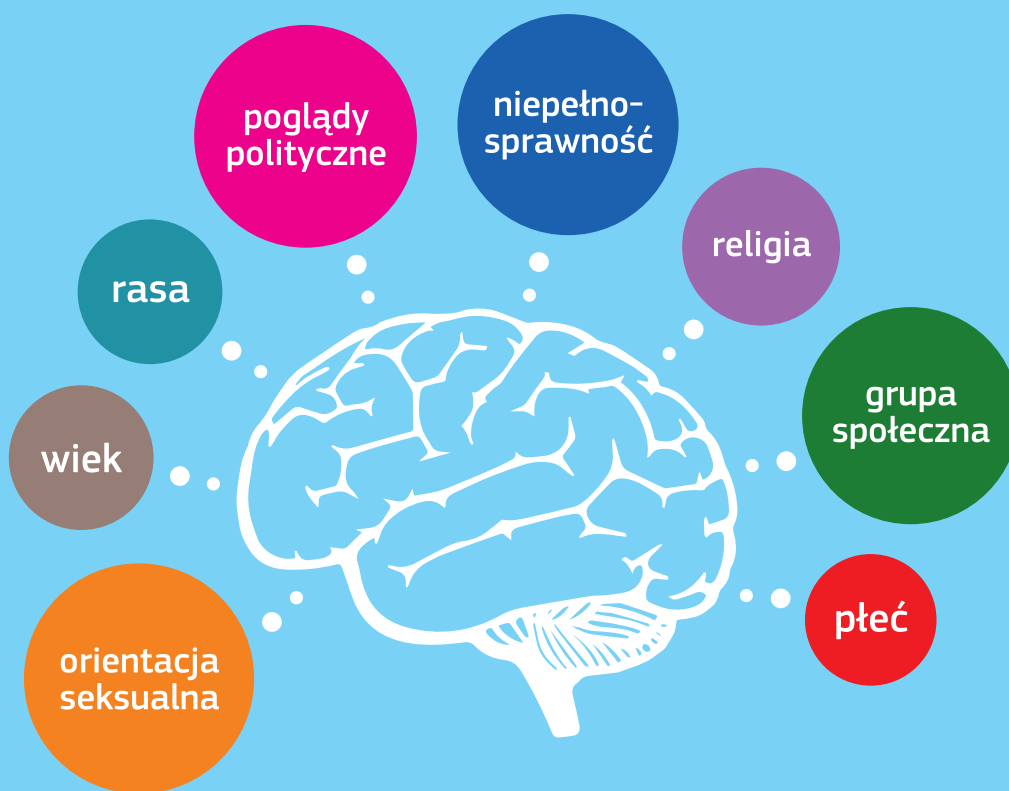 poglądy
polityczne
niepełno-
sprawność
religia
rasa
grupa
społeczna
wiek
płeć
orientacja
seksualna